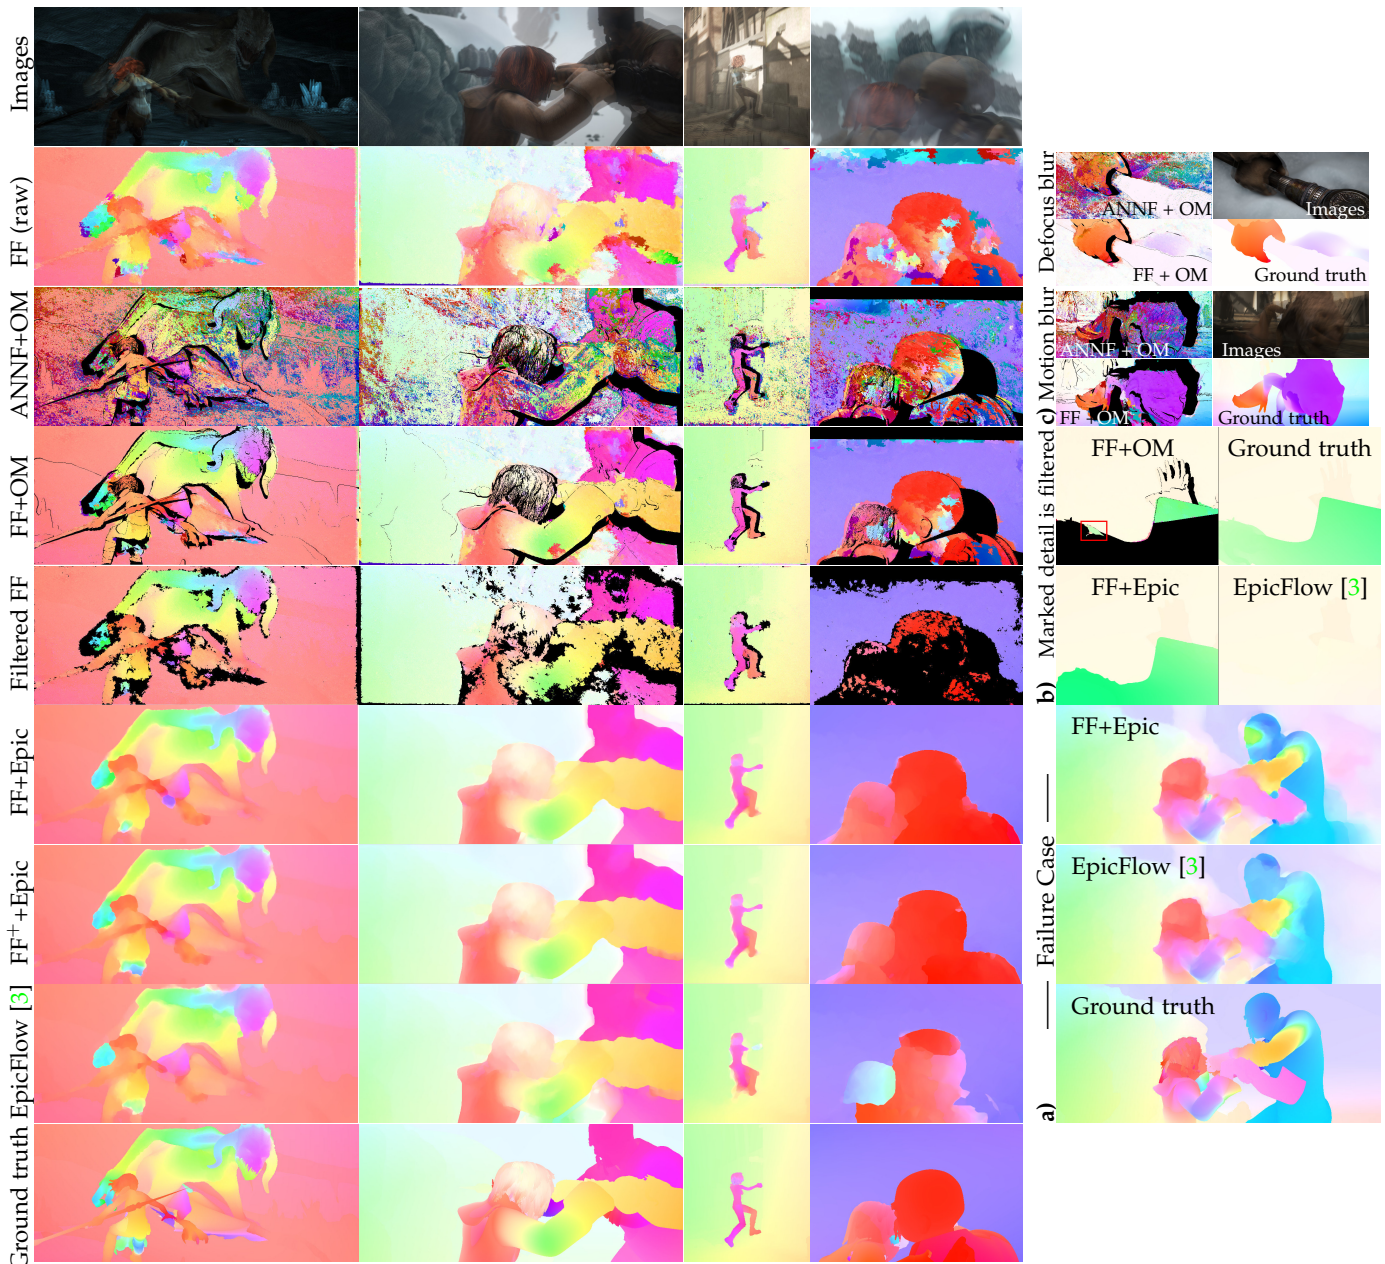 Images
FF (raw)
ANNF+OM
FF+OM
Filtered FF
FF+Epic
FF++Epic
EpicFlow [3]
Ground truth
Defocus blur
ANNF + OM
Images
FF + OM
Ground truth
c) Motion blur
ANNF + OM
Images
FF +OM
Ground truth
b) Marked detail is filtered
FF+OM
Ground truth
FF+Epic
EpicFlow [3]
a) Failure Case
FF+Epic
EpicFlow [3]
Ground truth